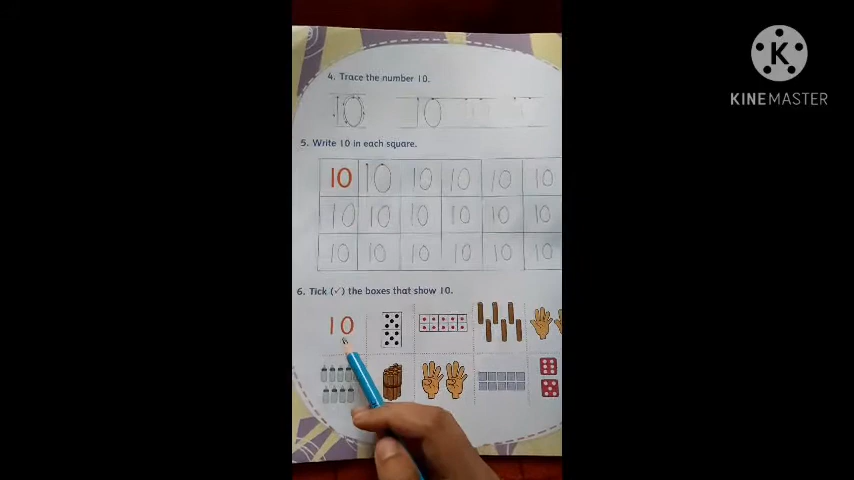 4. Trace the number 10.
10 10
5. Write 10 in each square.
10 10 10 10 10 10
10 10 10 10 10 10
10 10 10 10 10 10
6. Tick (✓) the boxes that show 10.
10
K
KINEMASTER